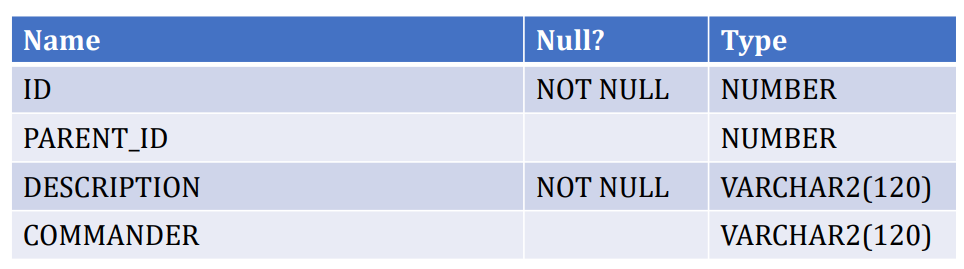 Name Null? Type
ID NOT NULL NUMBER
PARENT_ID NUMBER
DESCRIPTION NOT NULL VARCHAR2(120)
COMMANDER VARCHAR2(120)